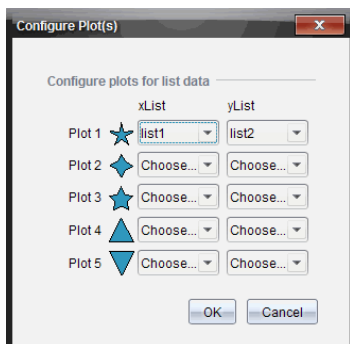 Configure Plot(s)
Configure plots for list data
xList yList
Plot 1 list1 list2
Plot 2 Choose... Choose...
Plot 3 Choose... Choose...
Plot 4 Choose... Choose...
Plot 5 Choose... Choose...
OK Cancel